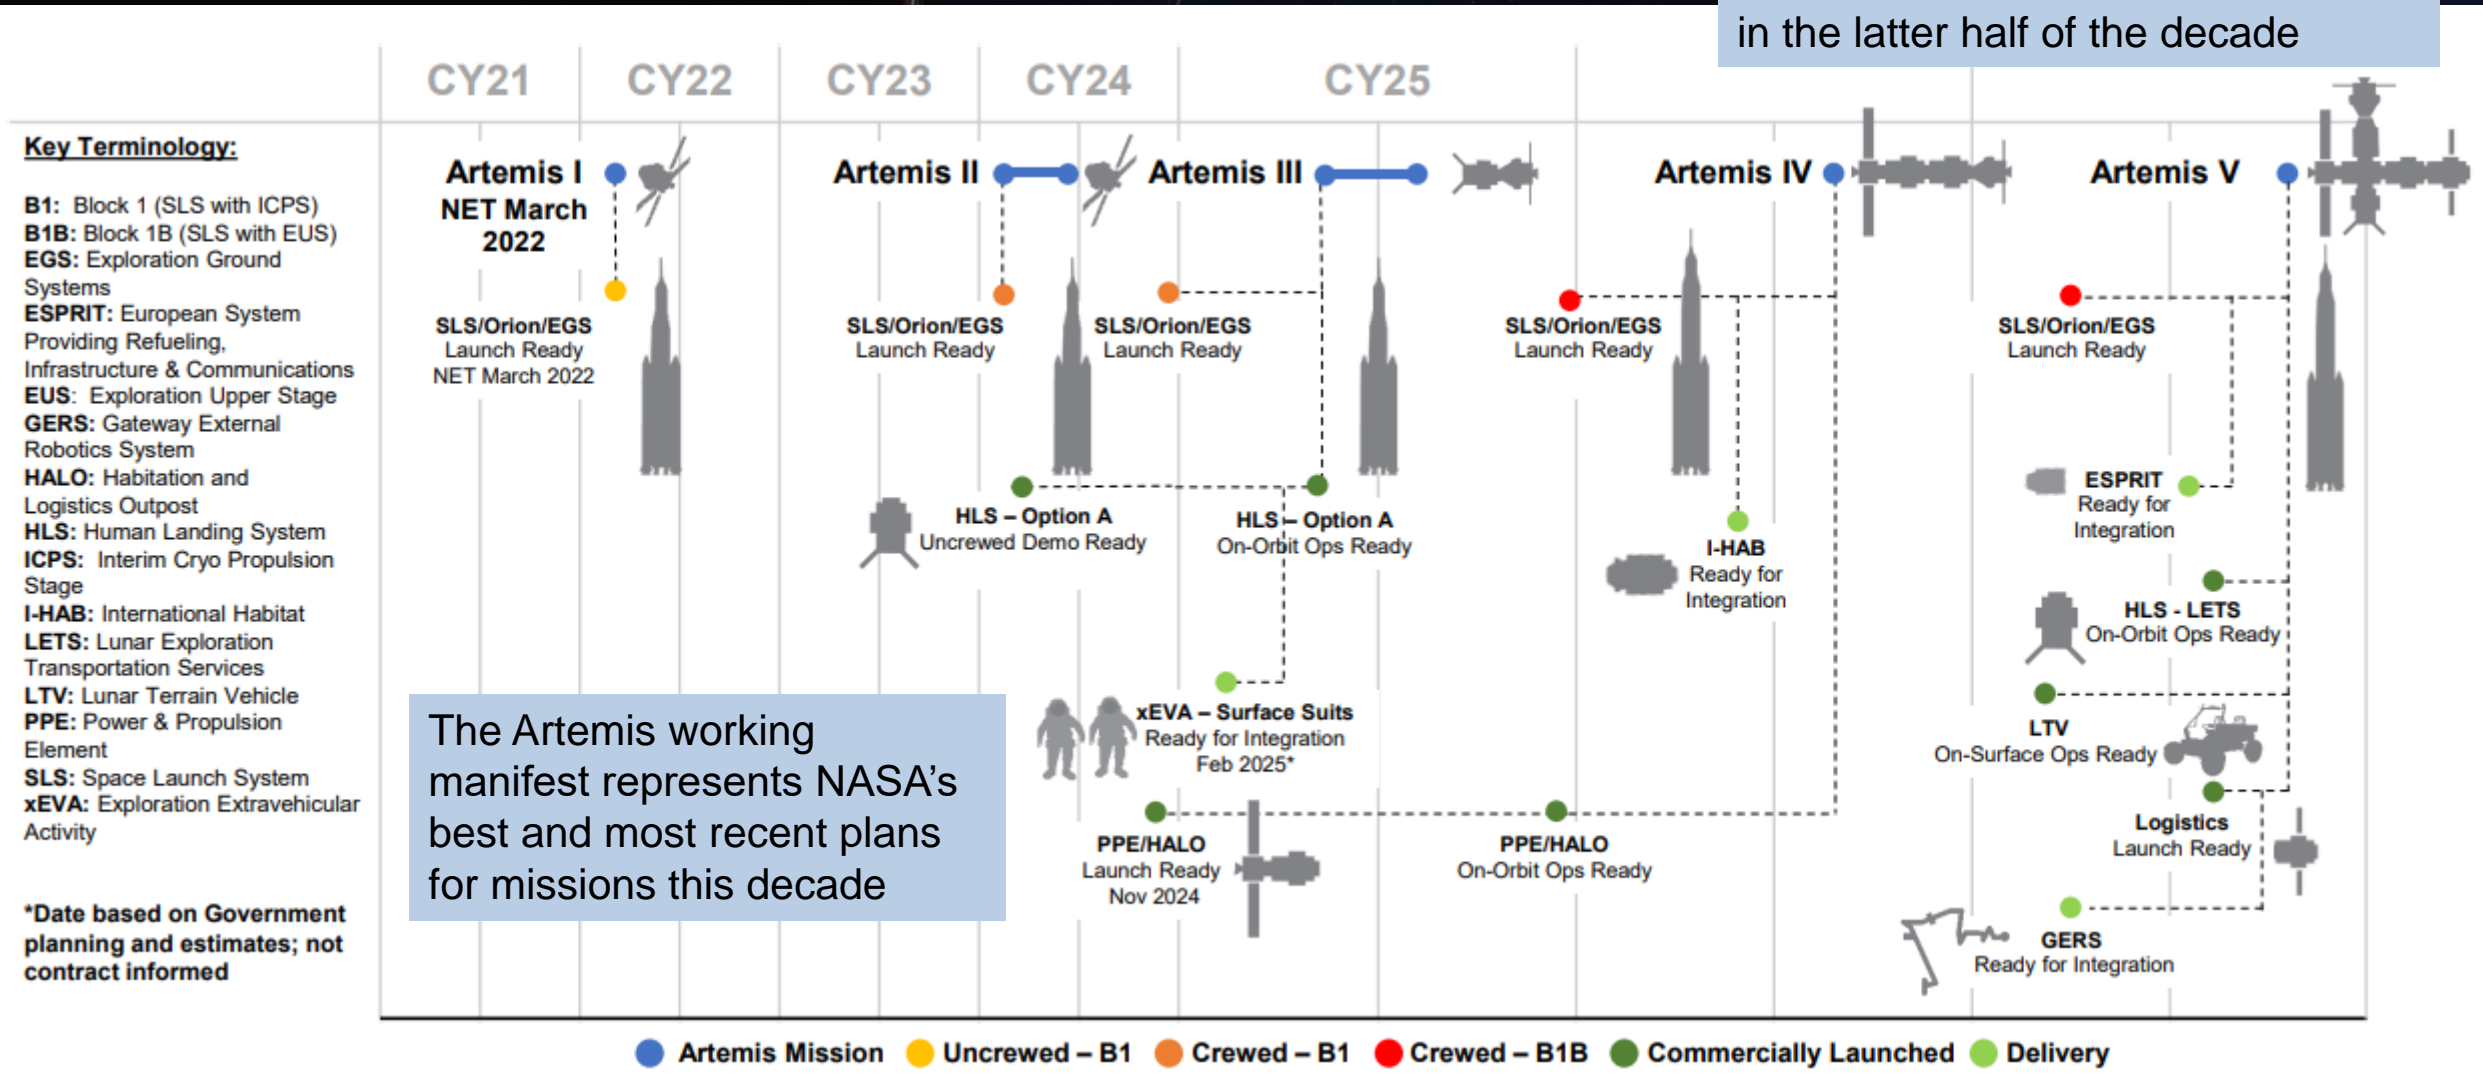 in the latter half of the decade
CY21
CY22
CY23
CY24
CY25
Key Terminology:
B1: Block 1 (SLS with ICPS)
B1B: Block 1B (SLS with EUS)
EGS: Exploration Ground
Systems
ESPRIT: European System
Providing Refueling,
Infrastructure & Communications
EUS: Exploration Upper Stage
GERS: Gateway External
Robotics System
HALO: Habitation and
Logistics Outpost
HLS: Human Landing System
ICPS: Interim Cryo Propulsion
Stage
I-HAB: International Habitat
LETS: Lunar Exploration
Transportation Services
LTV: Lunar Terrain Vehicle
PPE: Power & Propulsion
Element
SLS: Space Launch System
xEVA: Exploration Extravehicular
Activity
*Date based on Government
planning and estimates; not
contract informed
Artemis I
NET March
2022
SLS/Orion/EGS
Launch Ready
NET March 2022
Artemis II
SLS/Orion/EGS
Launch Ready
HLS – Option A
Uncrewed Demo Ready
Artemis III
SLS/Orion/EGS
Launch Ready
HLS – Option A
On-Orbit Ops Ready
xEVA – Surface Suits
Ready for Integration
Feb 2025*
PPE/HALO
Launch Ready
Nov 2024
Artemis IV
SLS/Orion/EGS
Launch Ready
I-HAB
Ready for
Integration
PPE/HALO
On-Orbit Ops Ready
Artemis V
SLS/Orion/EGS
Launch Ready
ESPRIT
Ready for
Integration
HLS - LETS
On-Orbit Ops Ready
LTV
On-Surface Ops Ready
Logistics
Launch Ready
GERS
Ready for Integration
The Artemis working
manifest represents NASA’s
best and most recent plans
for missions this decade
Artemis Mission
Uncrewed – B1
Crewed – B1
Crewed – B1B
Commercially Launched
Delivery